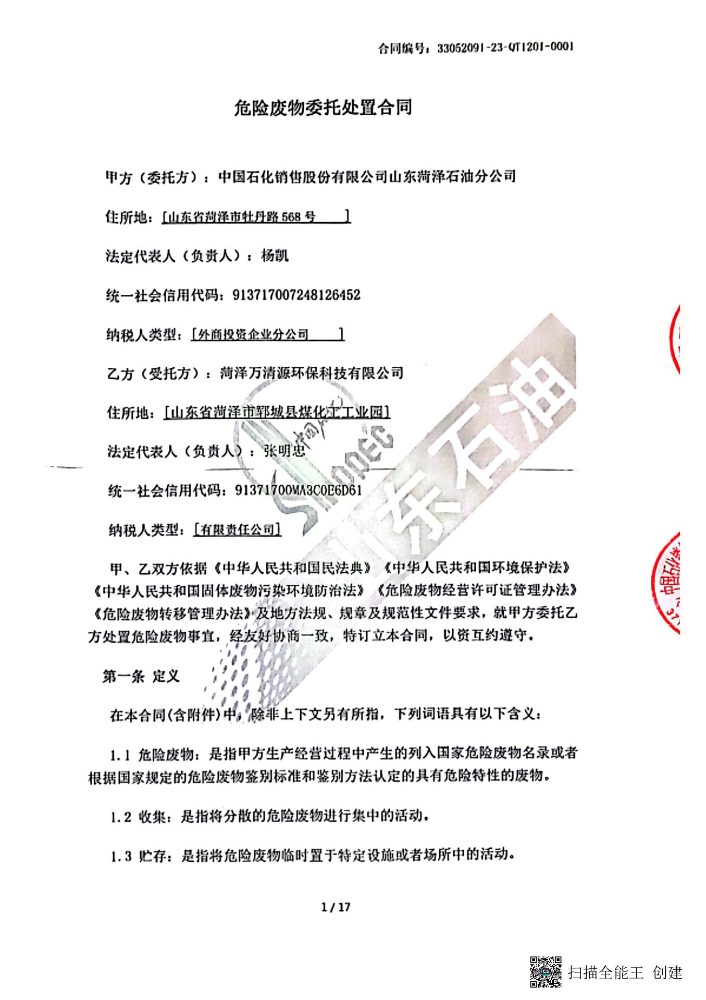 合同编号：33052091-23-QT1201-0001
危险废物委托处置合同
甲方（委托方）：中国石化销售股份有限公司山东菏泽石油分公司
住所地：[山东省菏泽市牡丹路 568 号 ]
法定代表人（负责人）：杨凯
统一社会信用代码：913717007248126452
纳税人类型：[外商投资企业分公司 ]
乙方（受托方）：菏泽万清源环保科技有限公司
住所地：[山东省菏泽市郓城县煤化工工业园]
法定代表人（负责人）：张明忠
统一社会信用代码：91371700MA3C0E6D61
纳税人类型：[有限责任公司]
甲、乙双方依据《中华人民共和国民法典》《中华人民共和国环境保护法》
《中华人民共和国固体废物污染环境防治法》《危险废物经营许可证管理办法》
《危险废物转移管理办法》及地方法规、规章及规范性文件要求，就甲方委托乙
方处置危险废物事宜，经友好协商一致，特订立本合同，以资互约遵守。
第一条 定义
在本合同(含附件)中，除非上下文另有所指，下列词语具有以下含义：
1.1 危险废物：是指甲方生产经营过程中产生的列入国家危险废物名录或者
根据国家规定的危险废物鉴别标准和鉴别方法认定的具有危险特性的废物。
1.2 收集：是指将分散的危险废物进行集中的活动。
1.3 贮存：是指将危险废物临时置于特定设施或者场所中的活动。
1 / 17
中国石化
SINOPEC
山东石油
中国石化销
37
CS
扫描全能王 创建